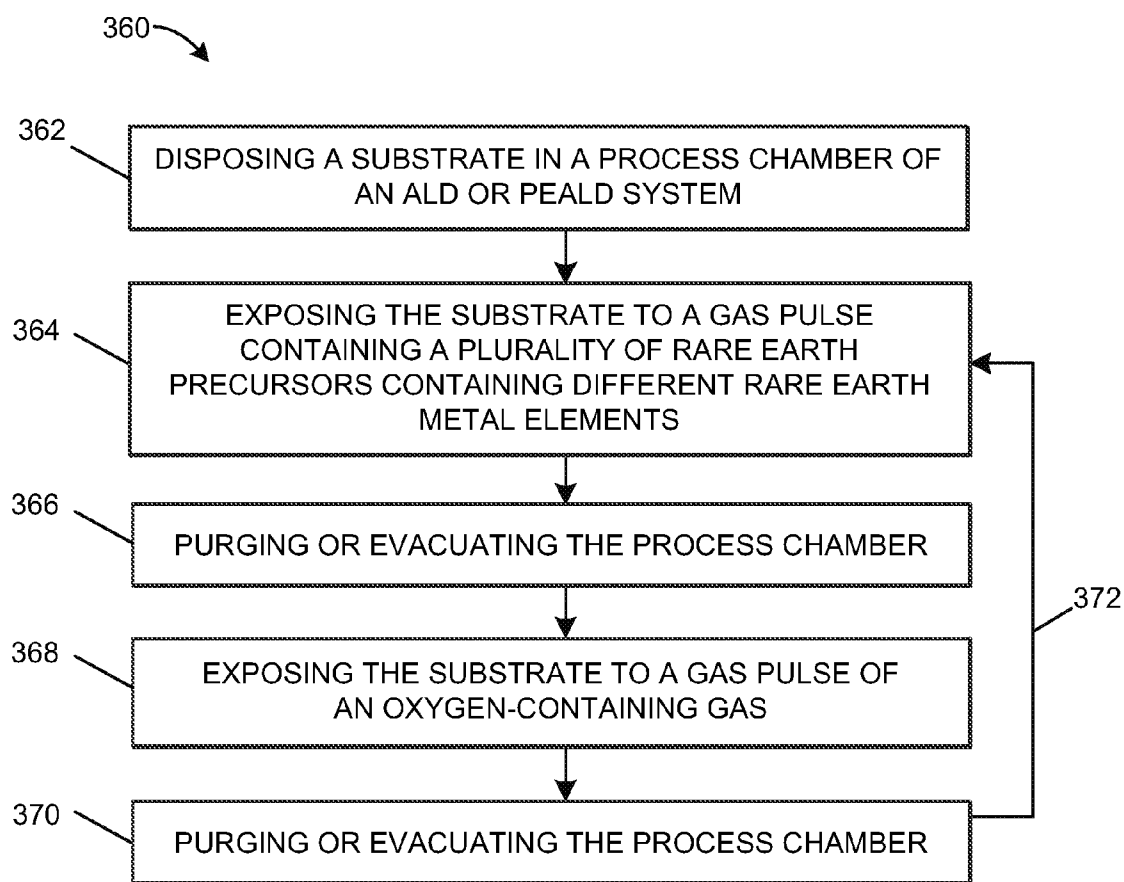 360
362
DISPOSING A SUBSTRATE IN A PROCESS CHAMBER OF
AN ALD OR PEALD SYSTEM
364
EXPOSING THE SUBSTRATE TO A GAS PULSE
CONTAINING A PLURALITY OF RARE EARTH
PRECURSORS CONTAINING DIFFERENT RARE EARTH
METAL ELEMENTS
366
PURGING OR EVACUATING THE PROCESS CHAMBER
372
368
EXPOSING THE SUBSTRATE TO A GAS PULSE OF
AN OXYGEN-CONTAINING GAS
370
PURGING OR EVACUATING THE PROCESS CHAMBER